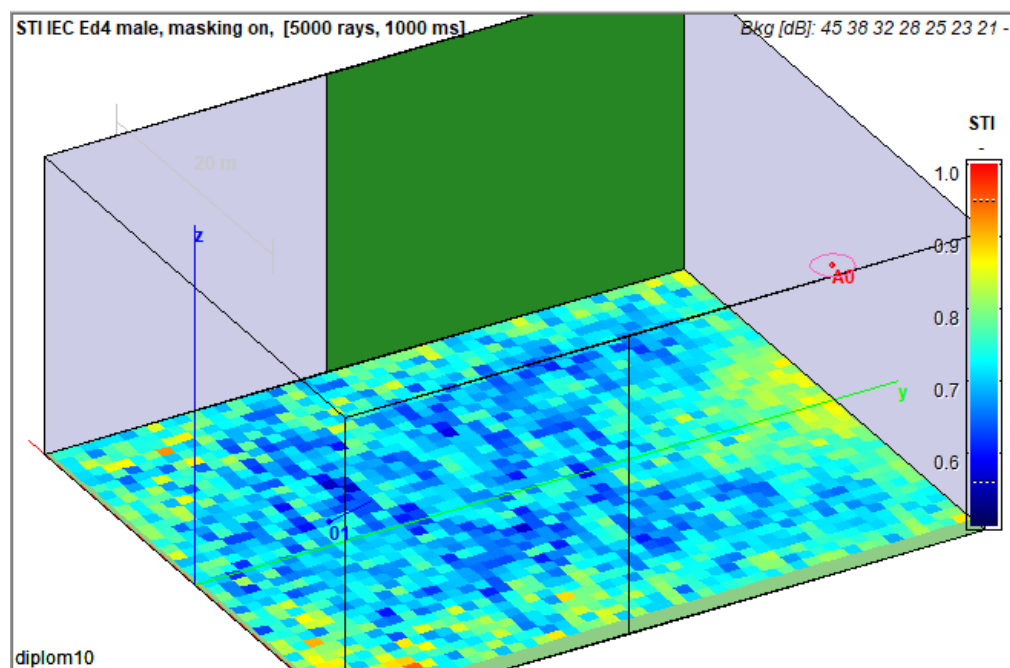 STI IEC Ed4 male, masking on, [5000 rays, 1000 ms]
Bkg [dB]: 45 38 32 28 25 23 21 -
STI
-
1.0
20 m
z
0.9
A0
0.8
y
0.7
0.6
01
diplom10